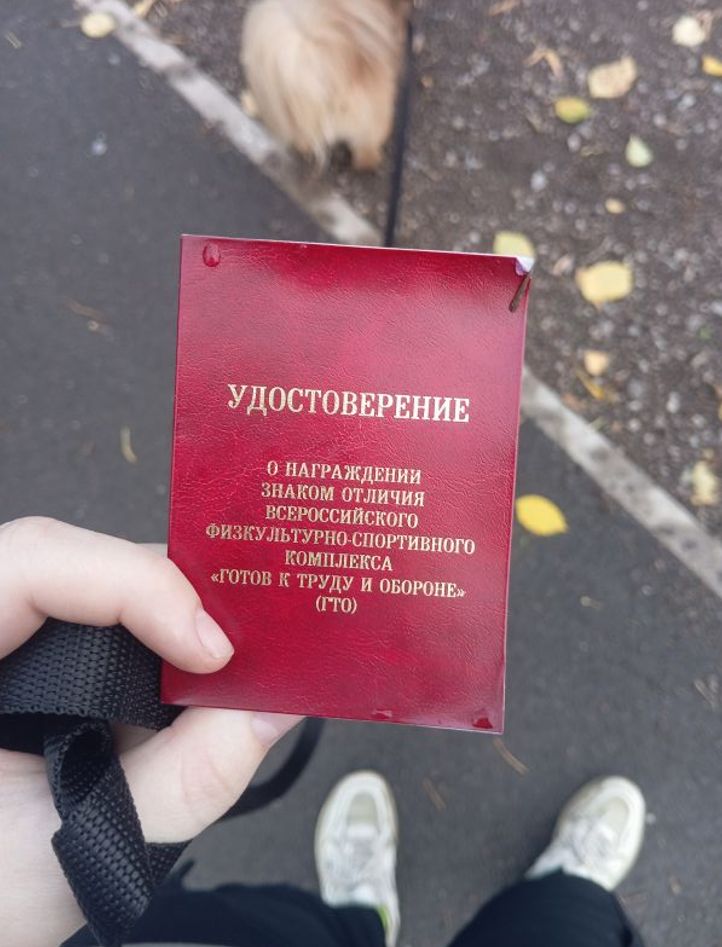 УДОСТОВЕРЕНИЕ
О НАГРАЖДЕНИИ
ЗНАКОМ ОТЛИЧИЯ
ВСЕРОССИЙСКОГО
ФИЗКУЛЬТУРНО-СПОРТИВНОГО
КОМПЛЕКСА
«ГОТОВ К ТРУДУ И ОБОРОНЕ»
(ГТО)